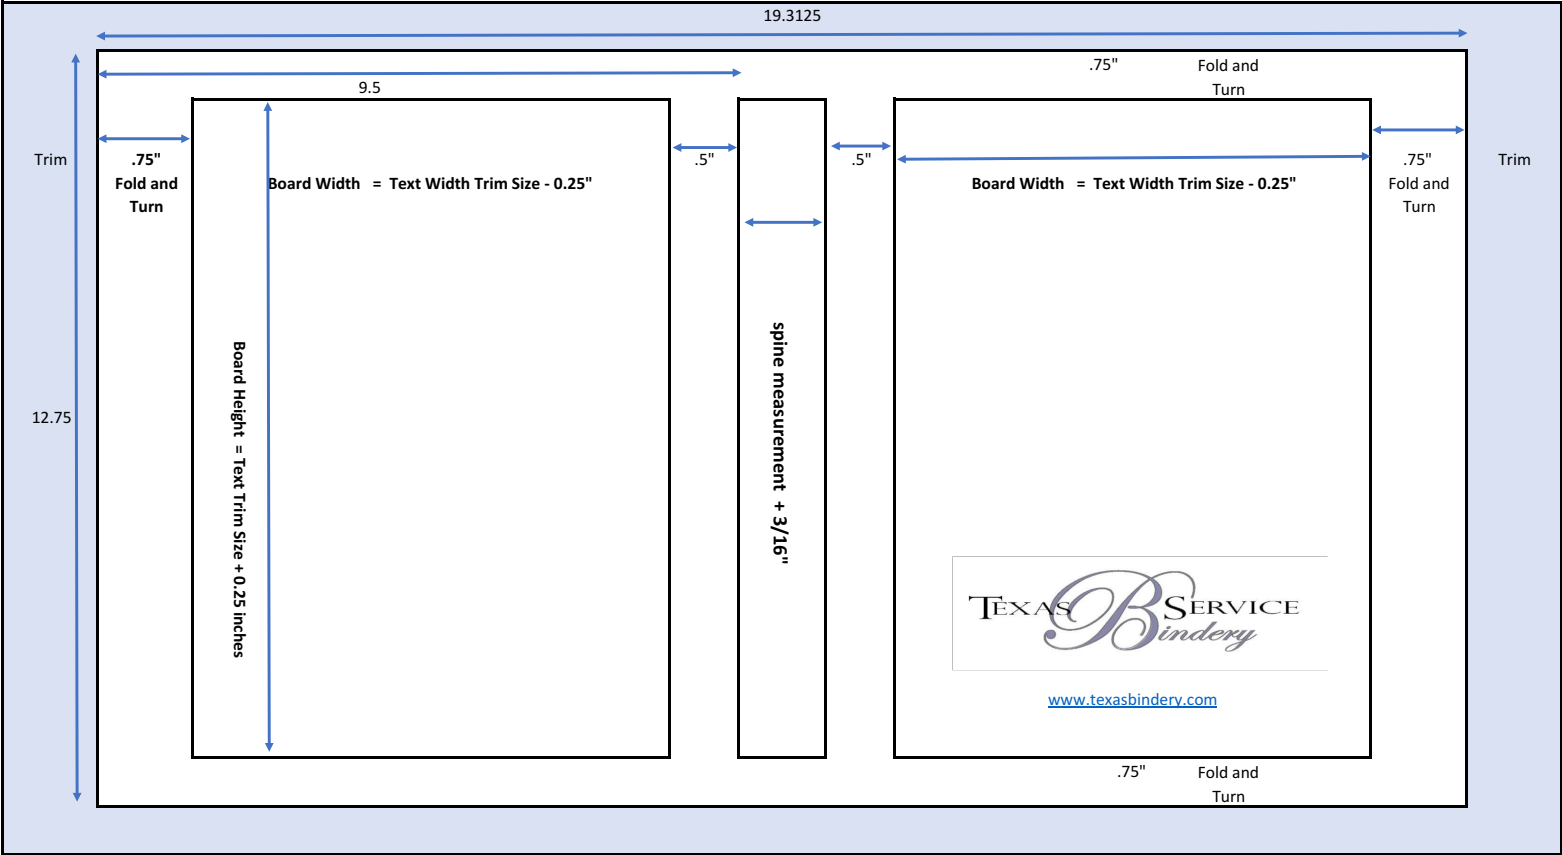 19.3125
.75" Fold and
Turn
9.5
Trim
.75"
Fold and
Turn
.5"
.5"
.75"
Fold and
Turn
Trim
Board Width = Text Width Trim Size - 0.25"
Board Width = Text Width Trim Size - 0.25"
12.75
Board Height = Text Trim Size + 0.25 inches
spine measurement + 3/16"
TEXAS SERVICE
Bindery
www.texasbindery.com
.75" Fold and
Turn